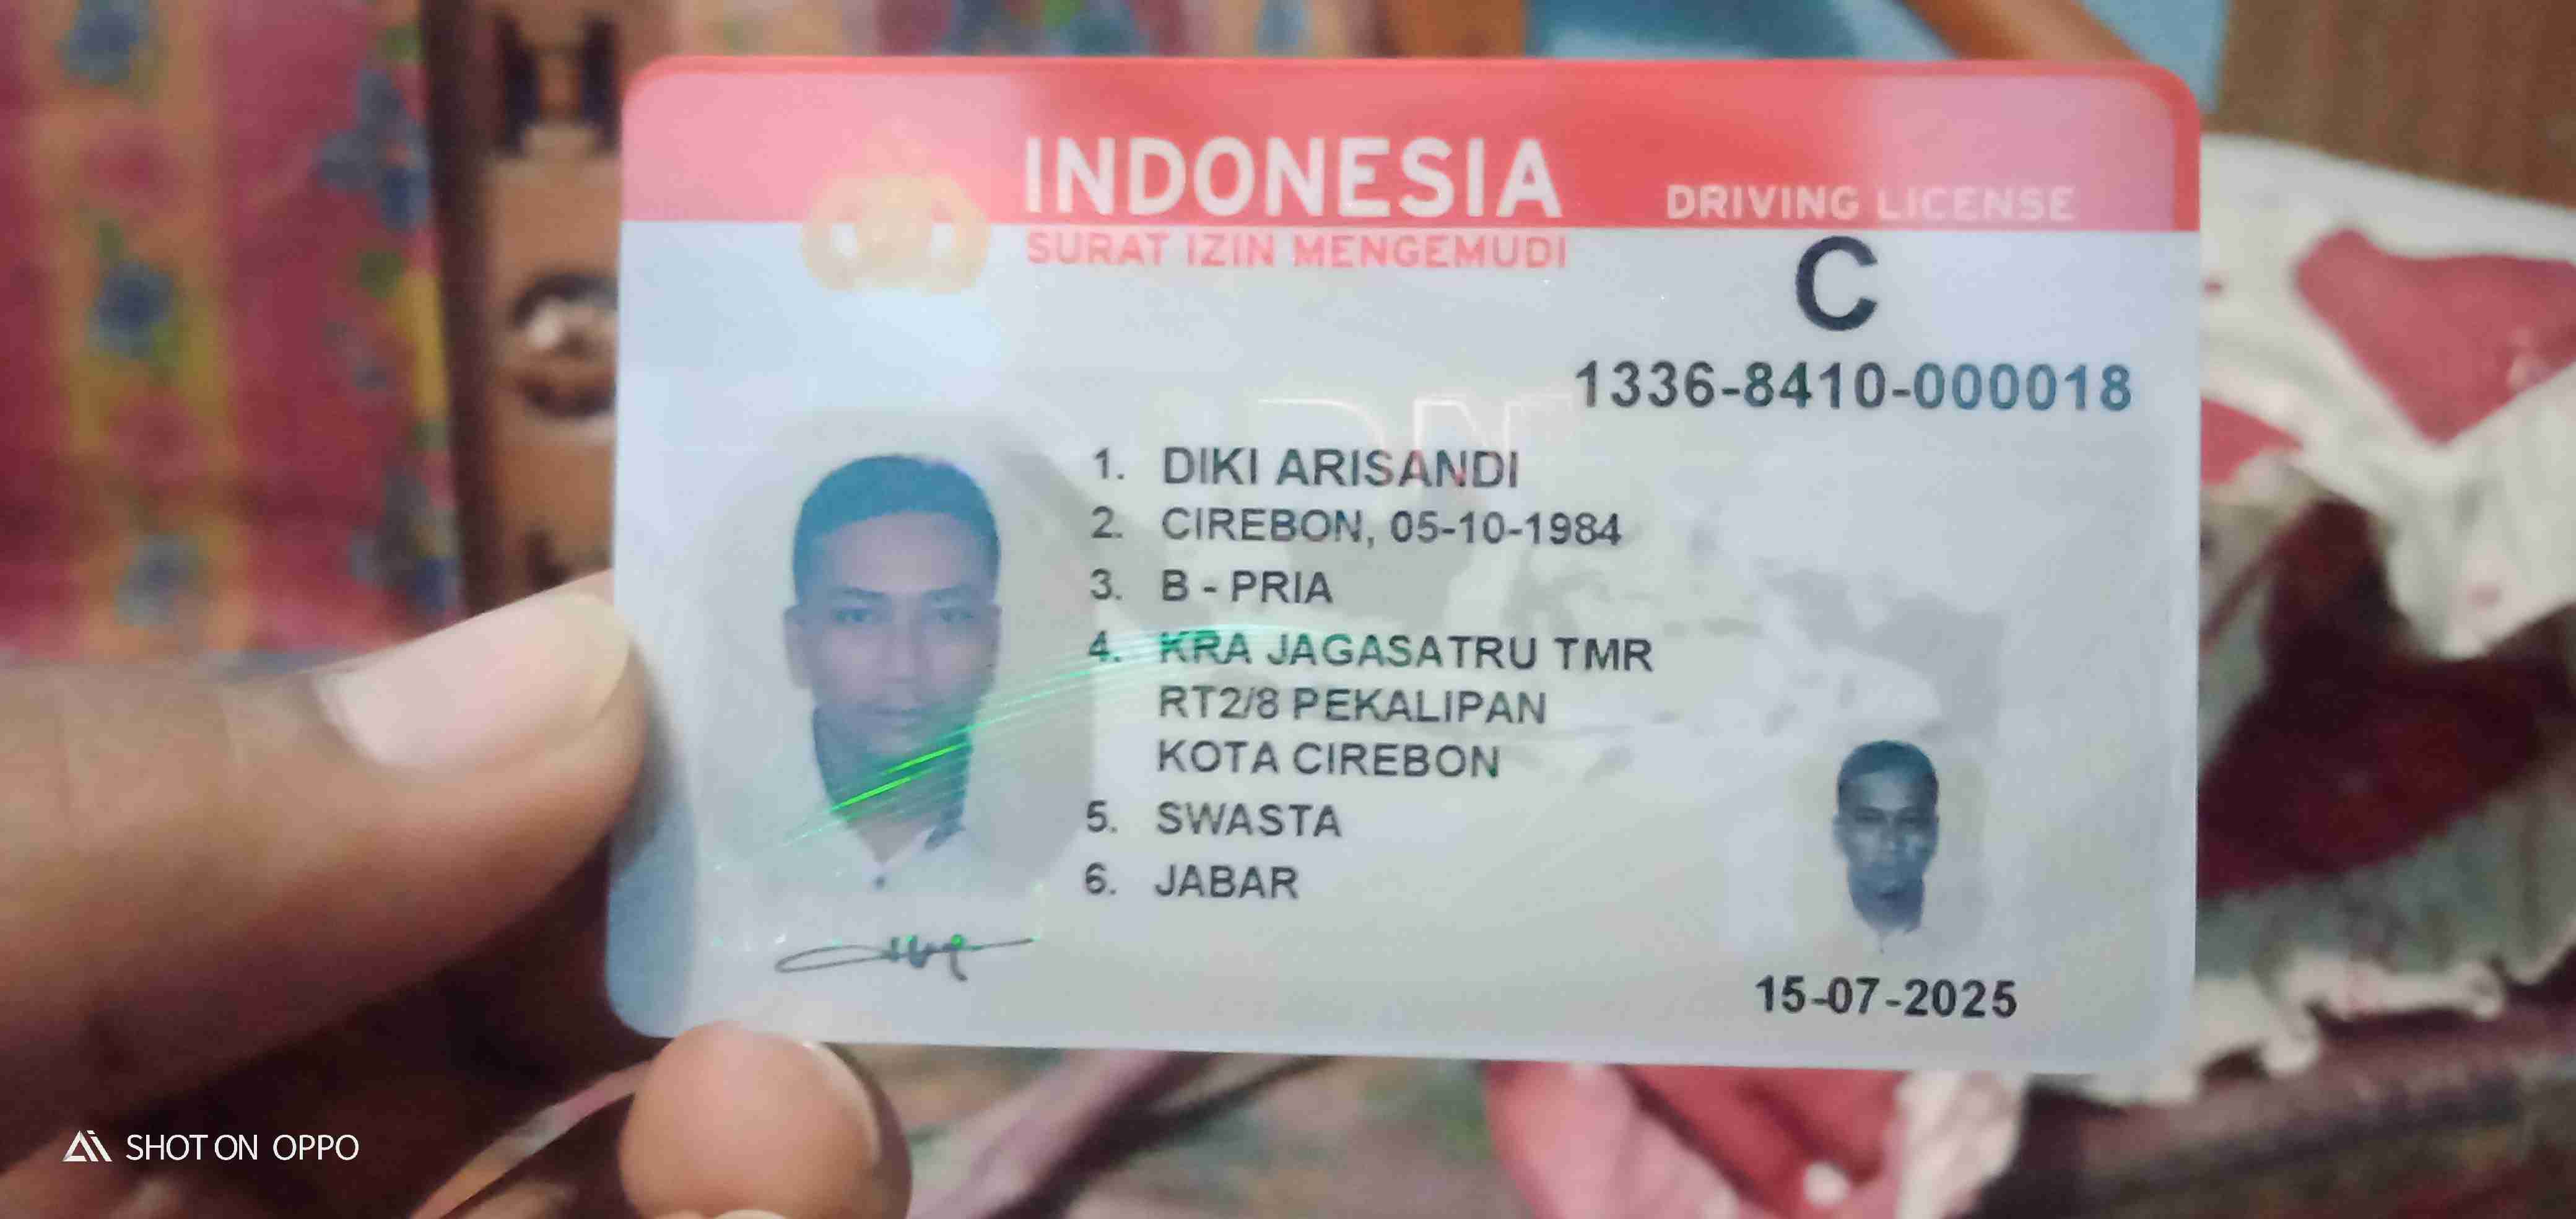 INDONESIA
DRIVING LICENSE
SURAT IZIN MENGEMUDI
C
1336-8410-000018
1. DIKI ARISANDI
2. CIREBON, 05-10-1984
3. B - PRIA
4. KRA JAGASATRU TMR
RT2/8 PEKALIPAN
KOTA CIREBON
5. SWASTA
6. JABAR
15-07-2025
SHOT ON OPPO